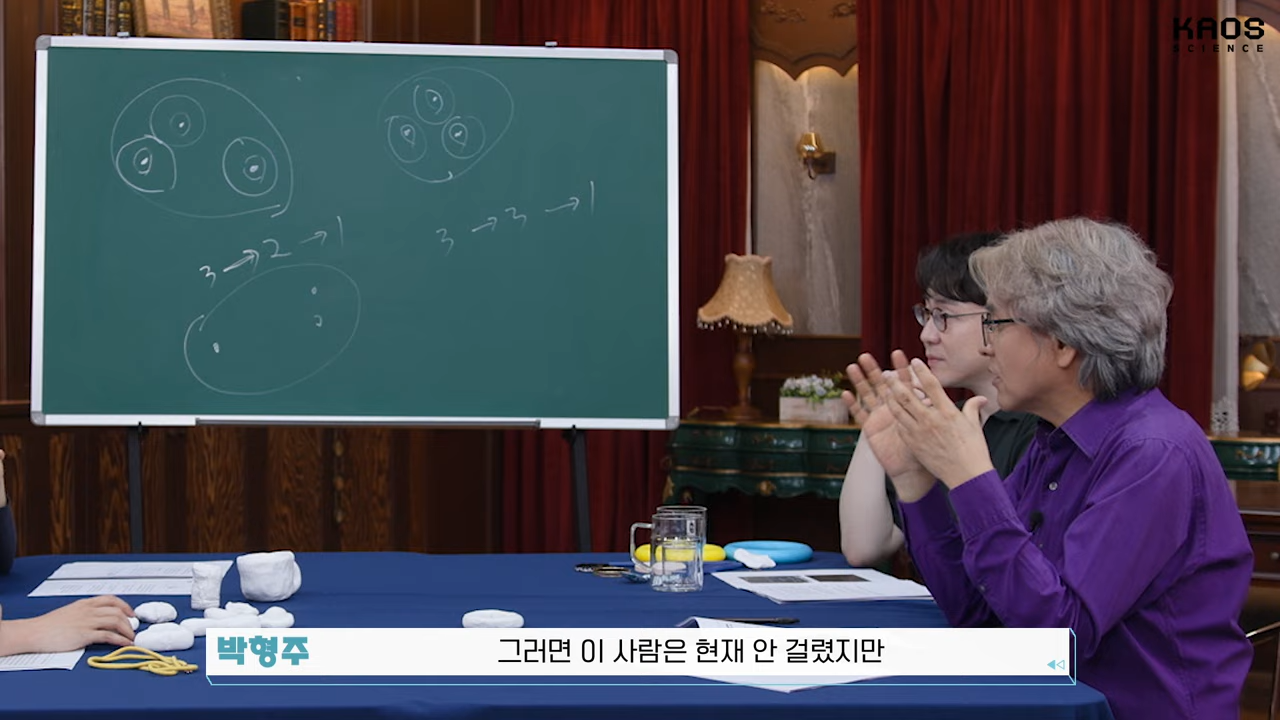 KAOS
SCIENCE
3 → 2 → 1
3 → 3 → 1
박형주
그러면 이 사람은 현재 안 걸렸지만